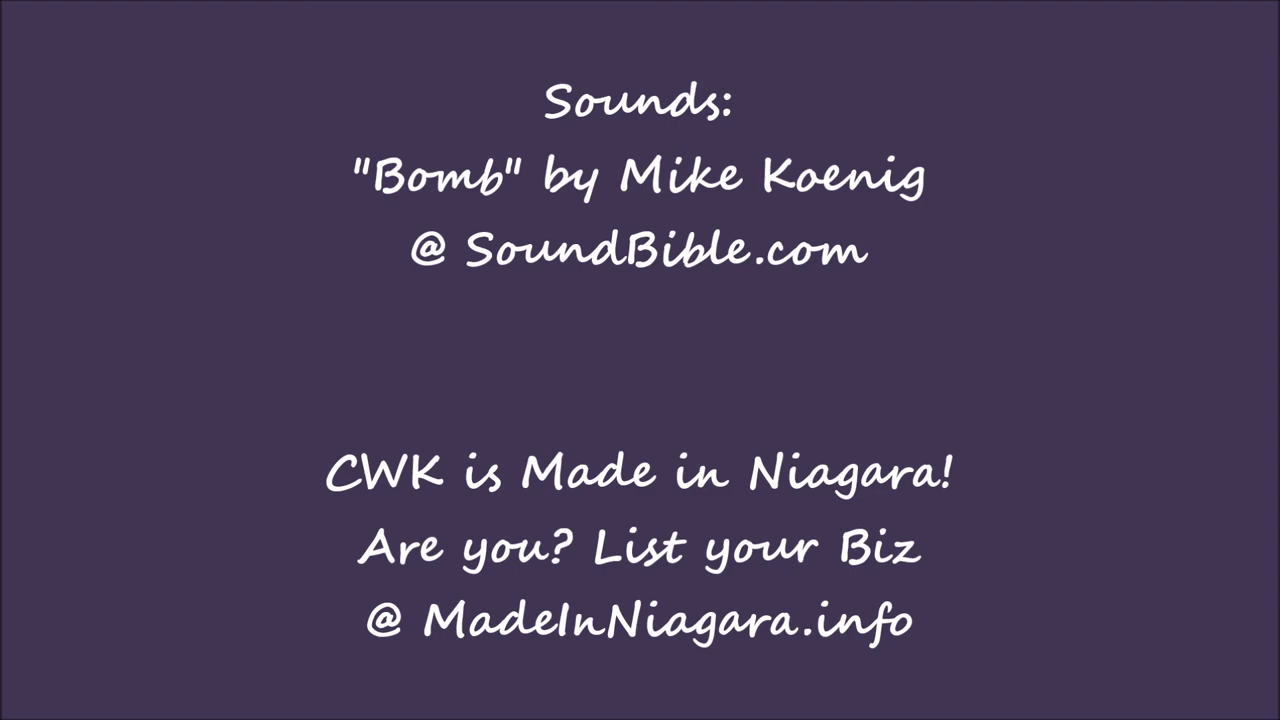 Sounds:
"Bomb" by Mike Koenig
@ SoundBible.com
CWK is Made in Niagara!
Are you? List your Biz
@ MadeInNiagara.info